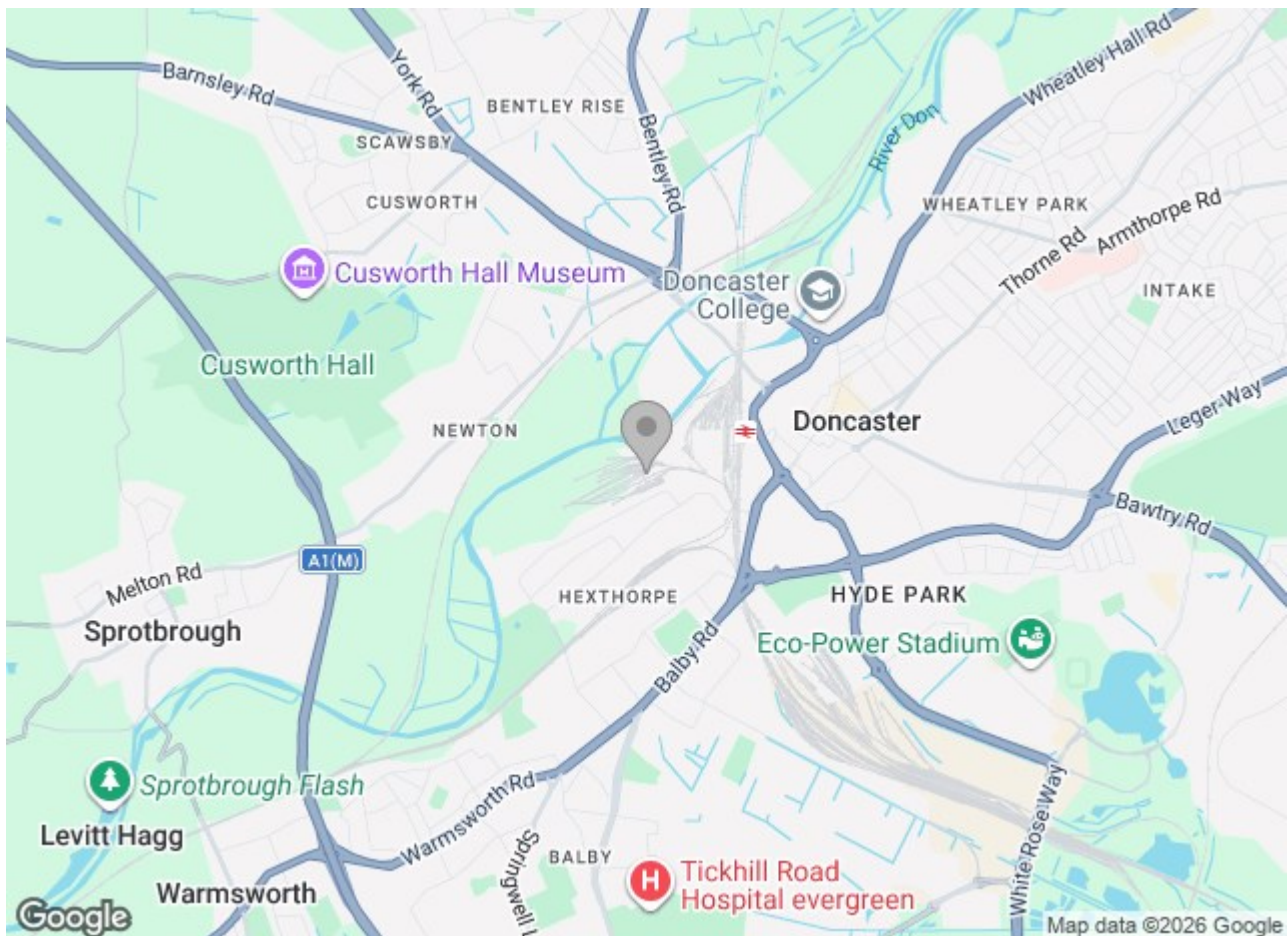 Barnsley Rd
York Rd
BENTLEY RISE
Bentley Rd
Wheatley Hall Rd
SCAWSBY
River Don
CUSWORTH
WHEATLEY PARK
Armthorpe Rd
Thorne Rd
Cusworth Hall Museum
Doncaster
College
INTAKE
Cusworth Hall
Leger Way
NEWTON
Doncaster
Bawtry Rd
A1(M)
Melton Rd
HEXTHORPE
HYDE PARK
Sprotbrough
Eco-Power Stadium
Balby Rd
Sprotbrough Flash
Levitt Hagg
Warmsworth Rd
White Rose Way
Springwell L
BALBY
Tickhill Road
Hospital evergreen
H
Warmsworth
Google
Map data ©2026 Google